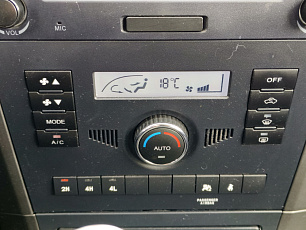 VOL
MIC
18°C
OFF
MODE
A/C
AUTO
2H 4H 4L
PASSENGER
AIRBAG